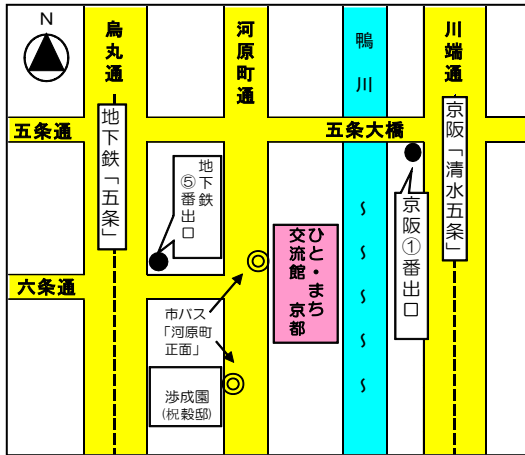 N
烏丸通
河原町通
鴨川
川端通
五条通
五条大橋
地下鉄「五条」
地下鉄
⑤番出口
京阪「清水五条」
京阪①番出口
六条通
ひと・まち
交流館 京都
市バス
「河原町
正面」
渉成園
(枳穀邸)